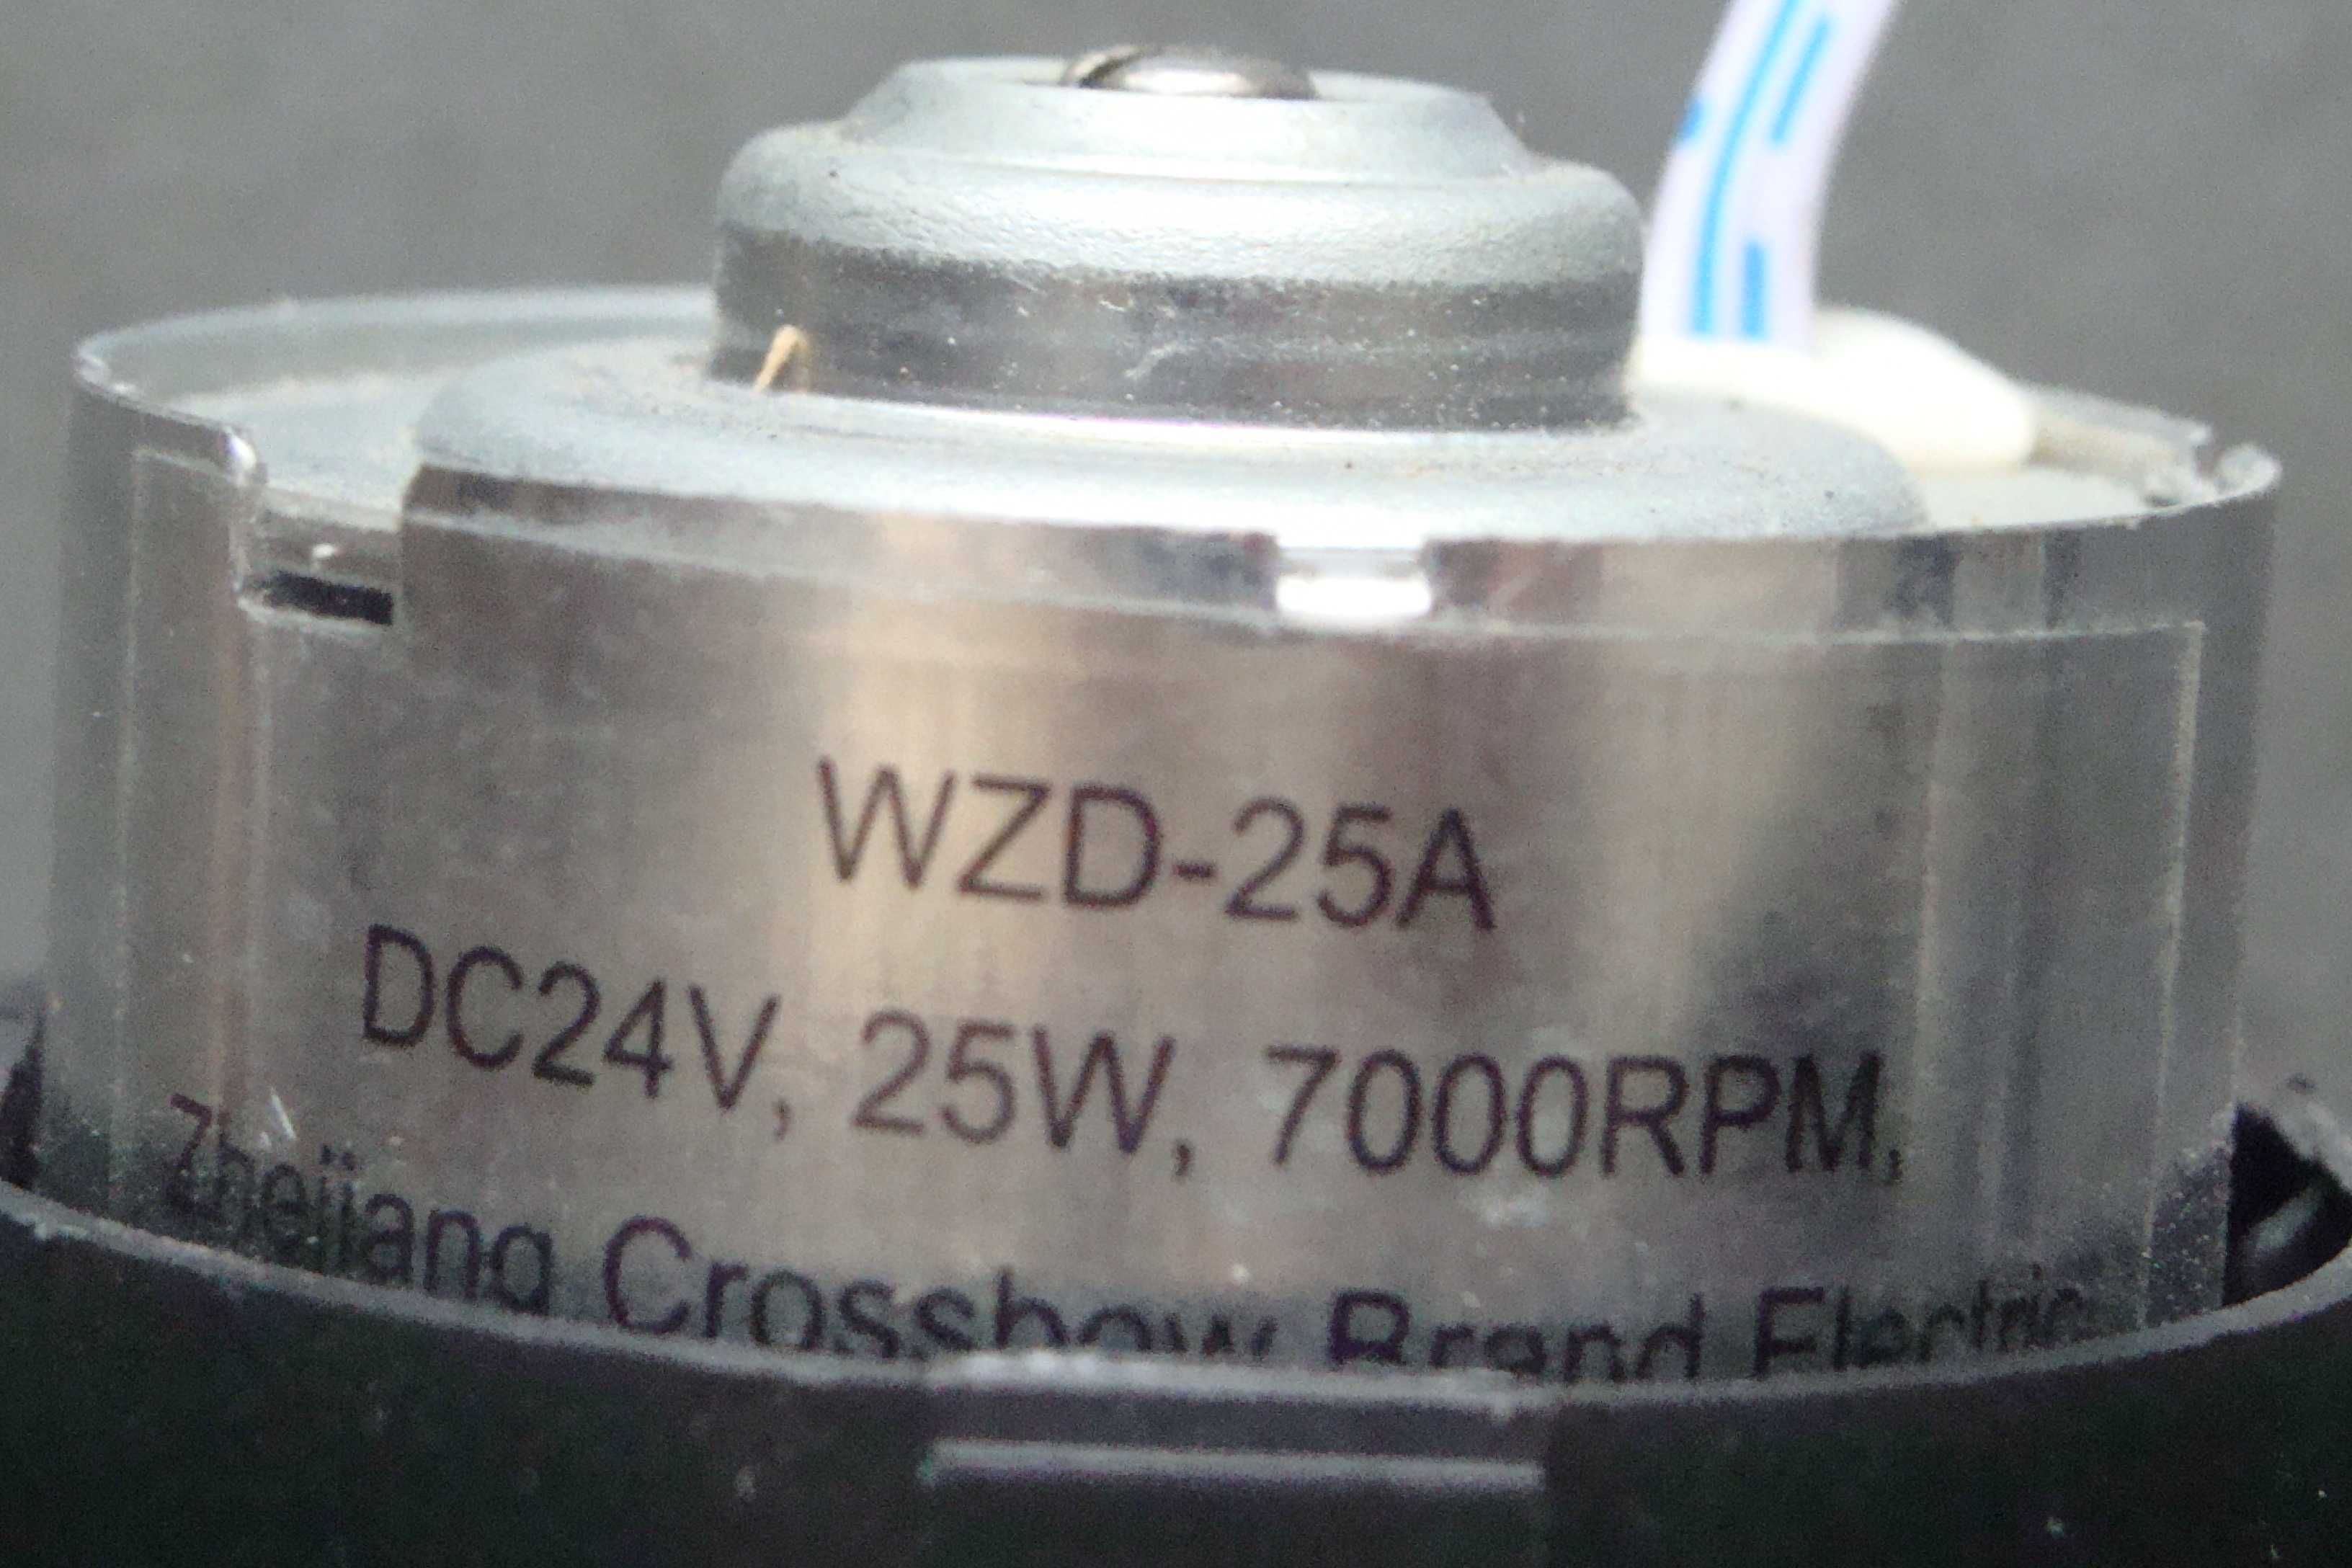 WZD-25A
DC24V, 25W, 7000RPM,
Zhejiang Crossbow Brand Electric